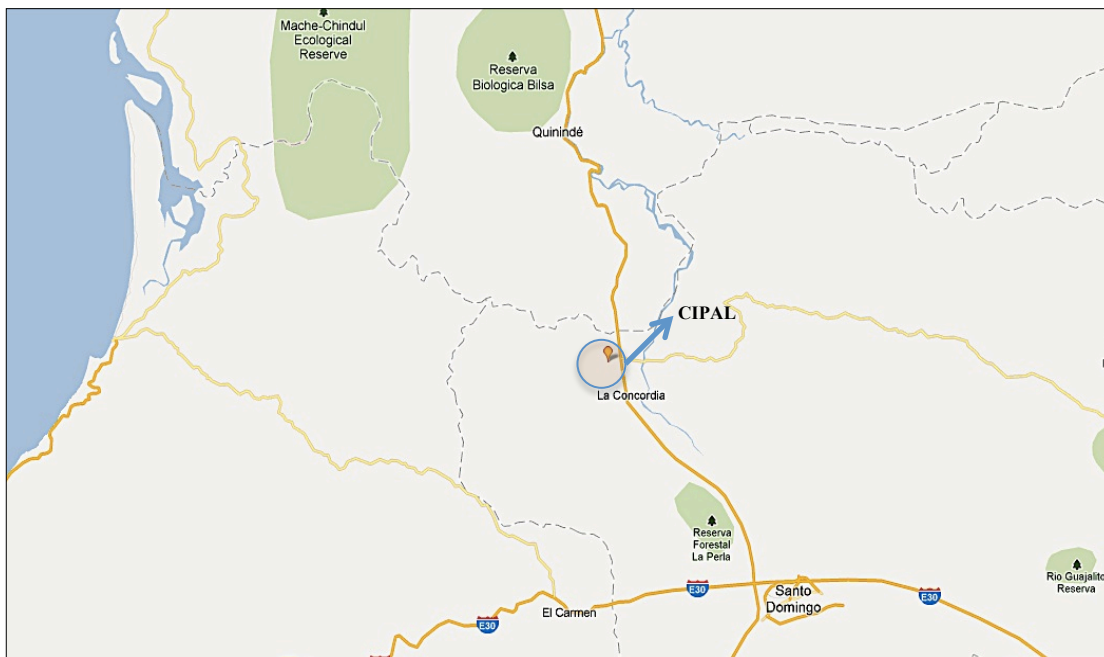 Mache-Chindul
Ecological
Reserve
Reserva
Biologica Bilsa
Quinindé
CIPAL
La Concordia
Reserva
Forestal
La Perla
Rio Guajalito
Reserva
E30
E30
Santo
Domingo
El Carmen
E30